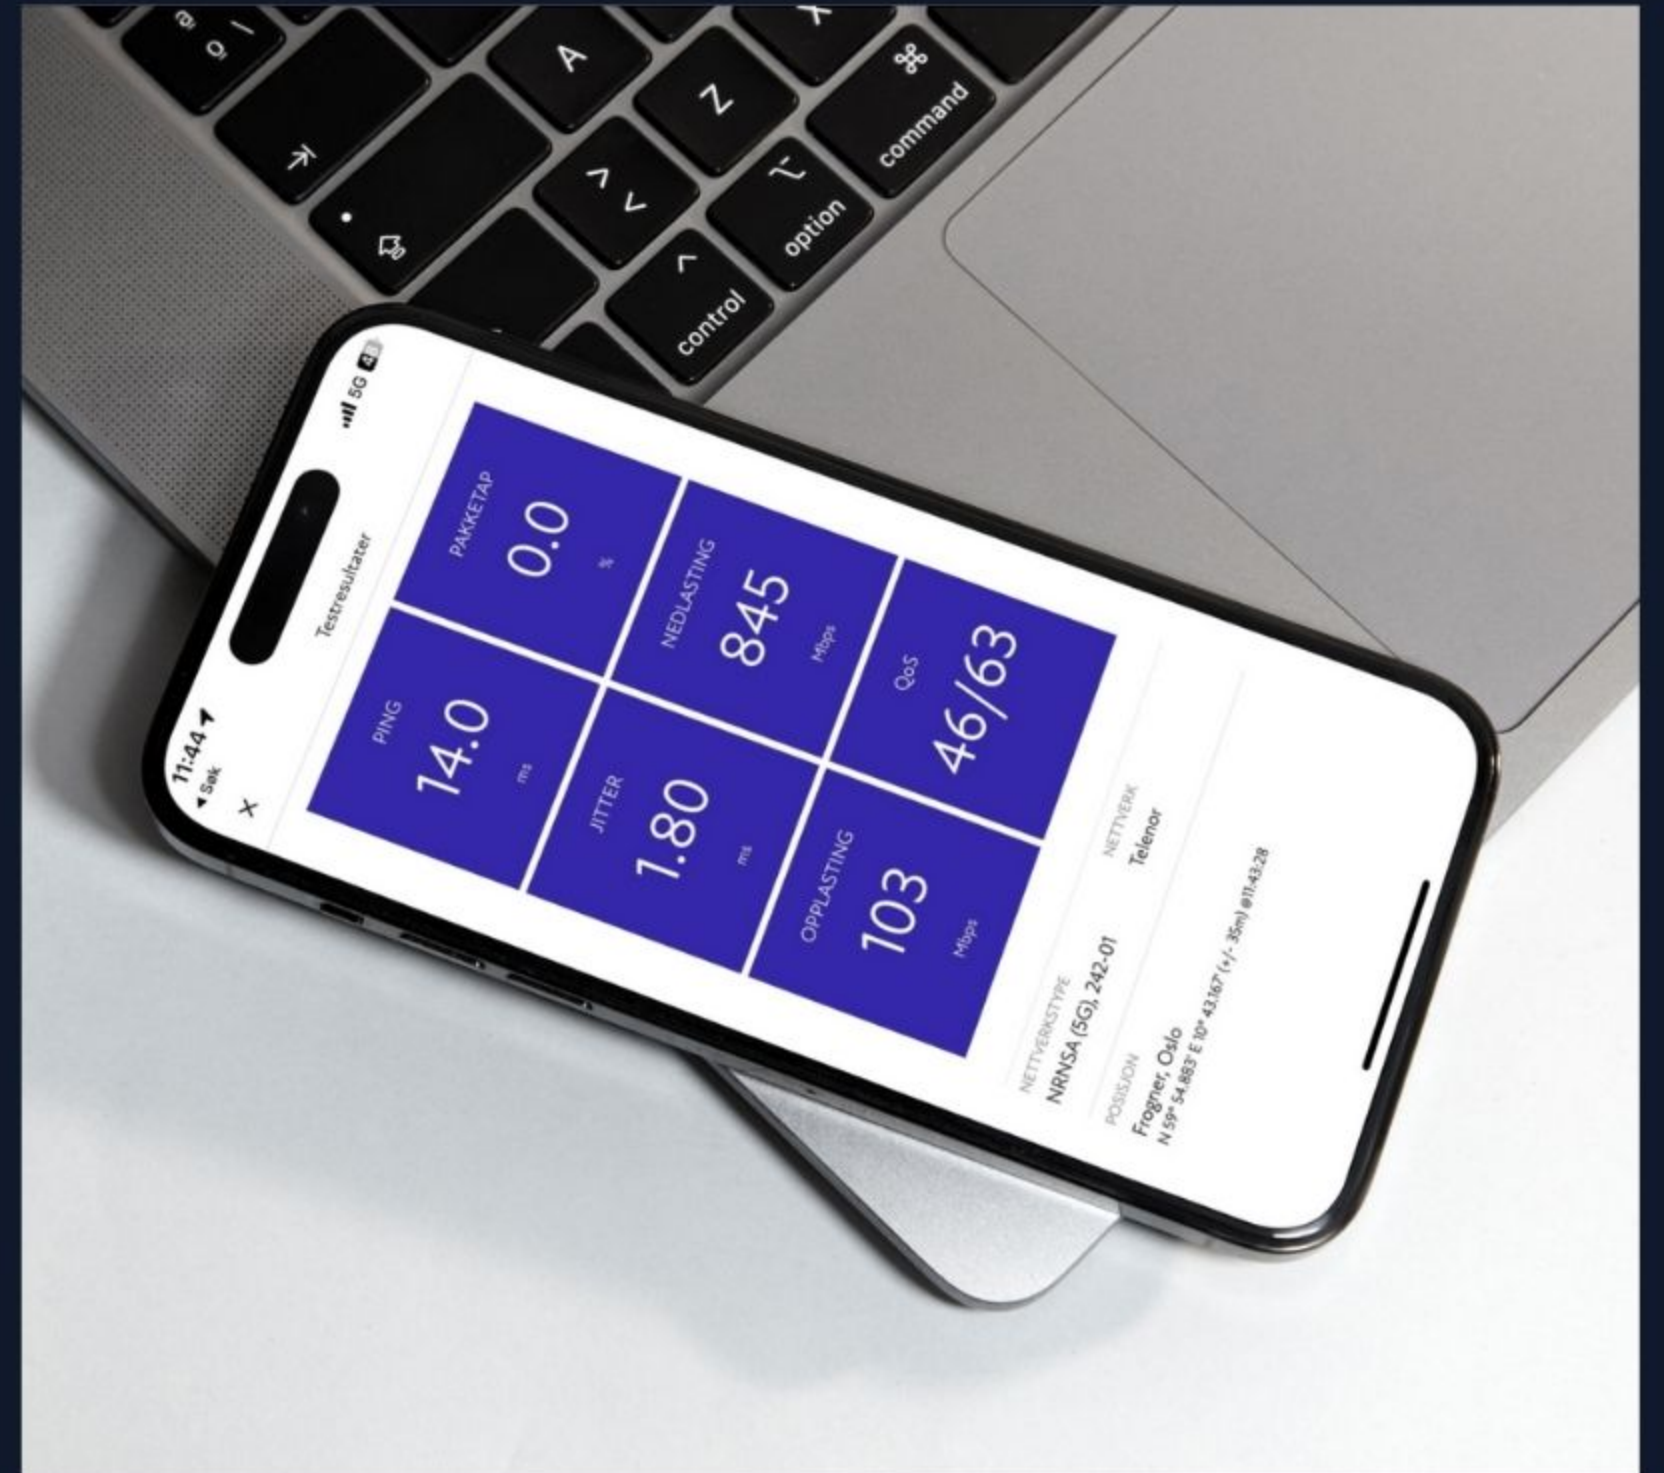 A
Z
X
⌘
command
option
control
11:44
5G
Søk
Testresultater
PING
14.0
ms
PAKKETAP
0.0
%
JITTER
1.80
ms
NEDLASTING
845
Mbps
OPPLASTING
103
Mbps
QoS
46/63
NETTVERKSTYPE
NRNSA (5G), 242-01
NETTVERK
Telenor
POSISJON
Frogner, Oslo
N 59° 54.883' E 10° 43.167' (+/- 35m) @11:43:28